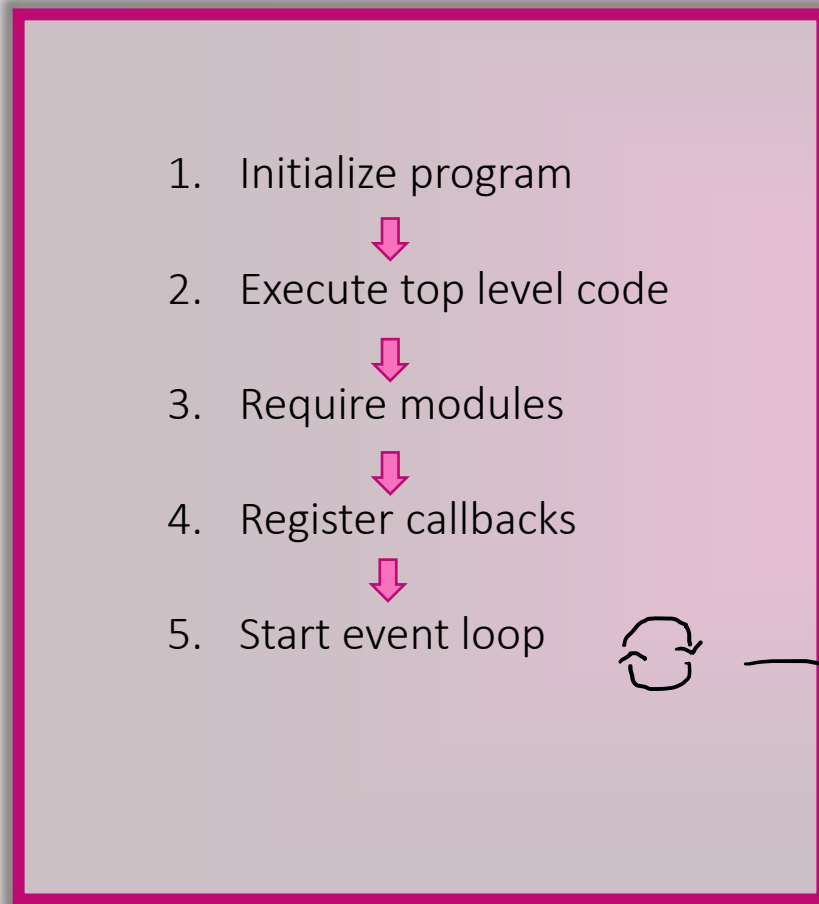 1. Initialize program
2. Execute top level code
3. Require modules
4. Register callbacks
5. Start event loop